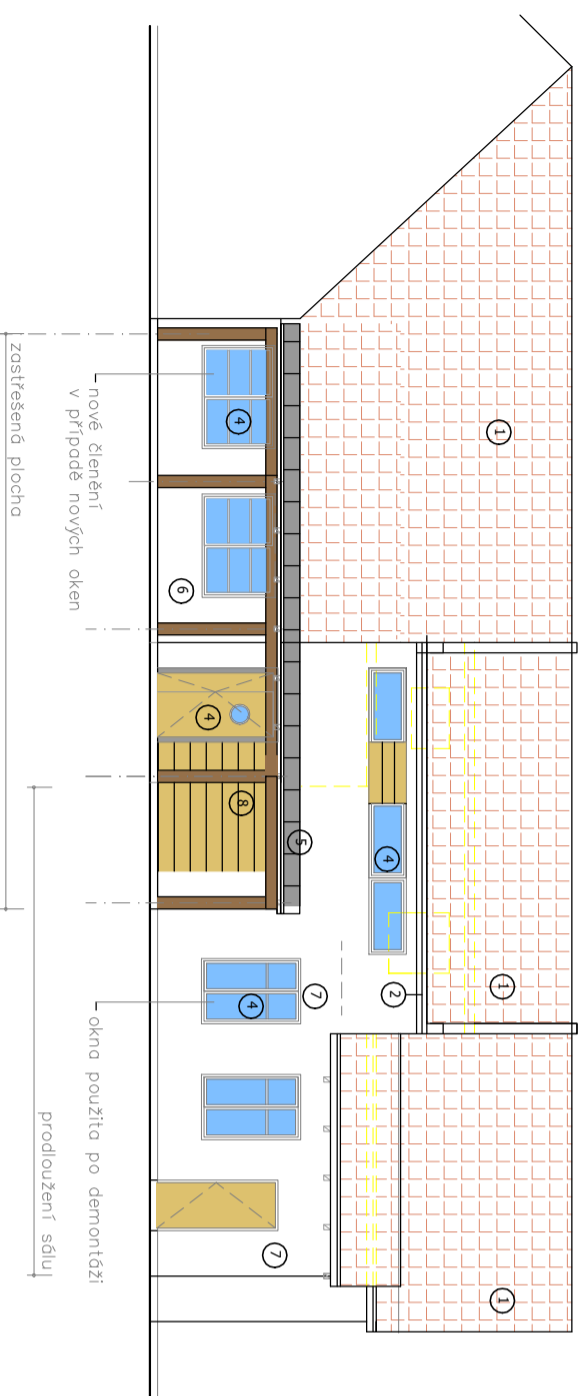 1
1
1
2
4
5
7
4
4
6
4
8
7
nové členění
v případě nových oken
zastřešená plocha
okna použita po demontáži
prodloužení sálu